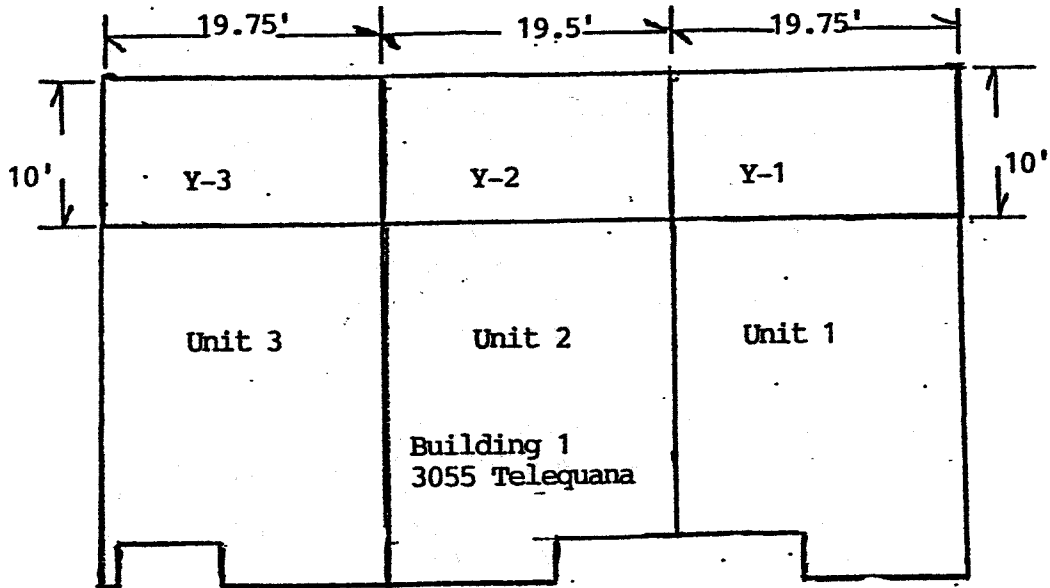 19.75' 19.5' 19.75'
10' Y-3 Y-2 Y-1 10'
Unit 3 Unit 2 Unit 1
Building 1
3055 Telequana